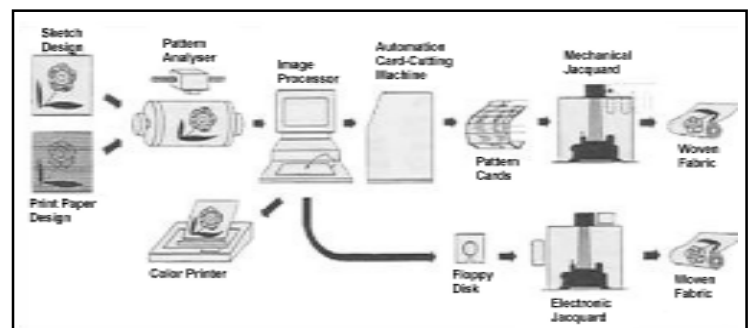 Sketch
Design
Pattern
Analyser
Image
Processor
Automation
Card-Cutting
Machine
Mechanical
Jacquard
Pattern
Cards
Woven
Fabric
Print Paper
Design
Color Printer
Floppy
Disk
Electronic
Jacquard
Woven
Fabric